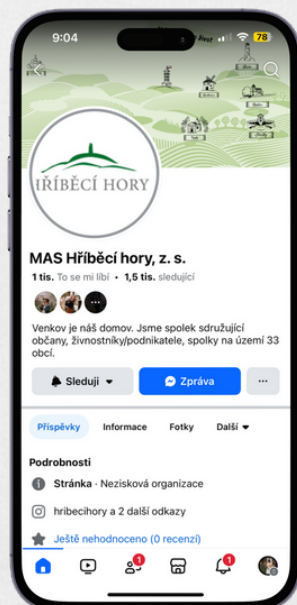 9:04
78
HŘÍBĚCÍ HORY
MAS Hříběcí hory, z. s.
1 tis. To se mi líbí • 1,5 tis. sledující
Venkov je náš domov. Jsme spolek sdružující
občany, živnostníky/podnikatele, spolky na území 33
obcí.
Sleduji
Zpráva
Příspěvky Informace Fotky Další
Podrobnosti
Stránka · Nezisková organizace
hribecihory a 2 další odkazy
Ještě nehodnoceno (0 recenzí)
1
1